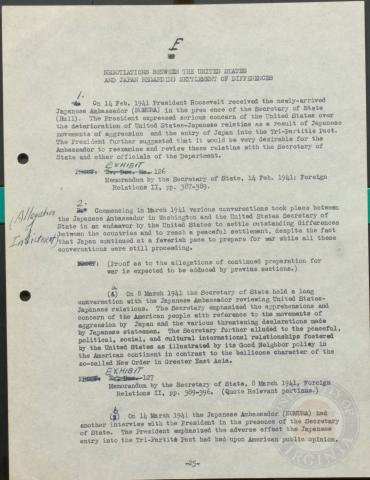 E
NEGOTIATIONS BETWEEN THE UNITED STATES
AND JAPAN REGARDING SETTLEMENT OF DIFFERENCES
1. On 14 Feb. 1941 President Roosevelt received the newly-arrived
Japanese Ambassador (NOMURA) in the presence of the Secretary of State
(Hull). The President expressed serious concern of the United States over
the deterioration of United States-Japanese relatins as a result of Japanese
movements of aggression and the entry of Japan into the Tri-Partitie Pact.
The President further suggested that it would be very desirable for the
Ambassador to reexamine and revise these relatins with the Secretary of
State and other officials of the Department.
EXHIBIT
PROOF: 126
Memorandum by the Secretary of State, 14 Feb. 1941; Foreign
Relations II, pp. 387-389.
(Allegation
of
Indictment)
2. Commencing in March 1941 various conversations took place between
the Japanese Ambassador in Washington and the United States Secretary of
State in an endeavour by the United States to settle outstanding differences
between the countries and to reach a peaceful settlement, despite the fact
that Japan continued at a feverish pace to prepare for war while all these
conversations were still proceeding.
PROOF: (Proof as to the allegations of continued preparation for
war is expected to be adduced by previus sections.)
a
On 8 March 1941 the Secretary of State held a long
conversation with the Japanese Ambassador reviewing United States-
Japanese relations. The Secretary emphasized the apprehensions and
concern of the American people with reference to the movements of
aggression by Japan and the various threatening declarations made
by Japanese statesmen. The Secretary further alluded to the peaceful,
political, social, and cultural international relationships fostered
by the United States as illustrated by its Good Neighbor policy in
the American continent in contrast to the bellicose character of the
so-called New Order in Greater East Asia.
EXHIBIT
PROOF: 127
Memorandum by the Secretary of State, 8 March 1941, Foreign
Relations II, pp. 389-396. (Quote Relevant portinns.)
b
On 14 March 1941 the Japanese Ambassador (NOMURA) had
another interview with the President in the presence of the Secretary
of State. The President emphasized the adverse effect the Japanese
entry into the Tri-Partite Pact had had upon American public opinion.
-25-